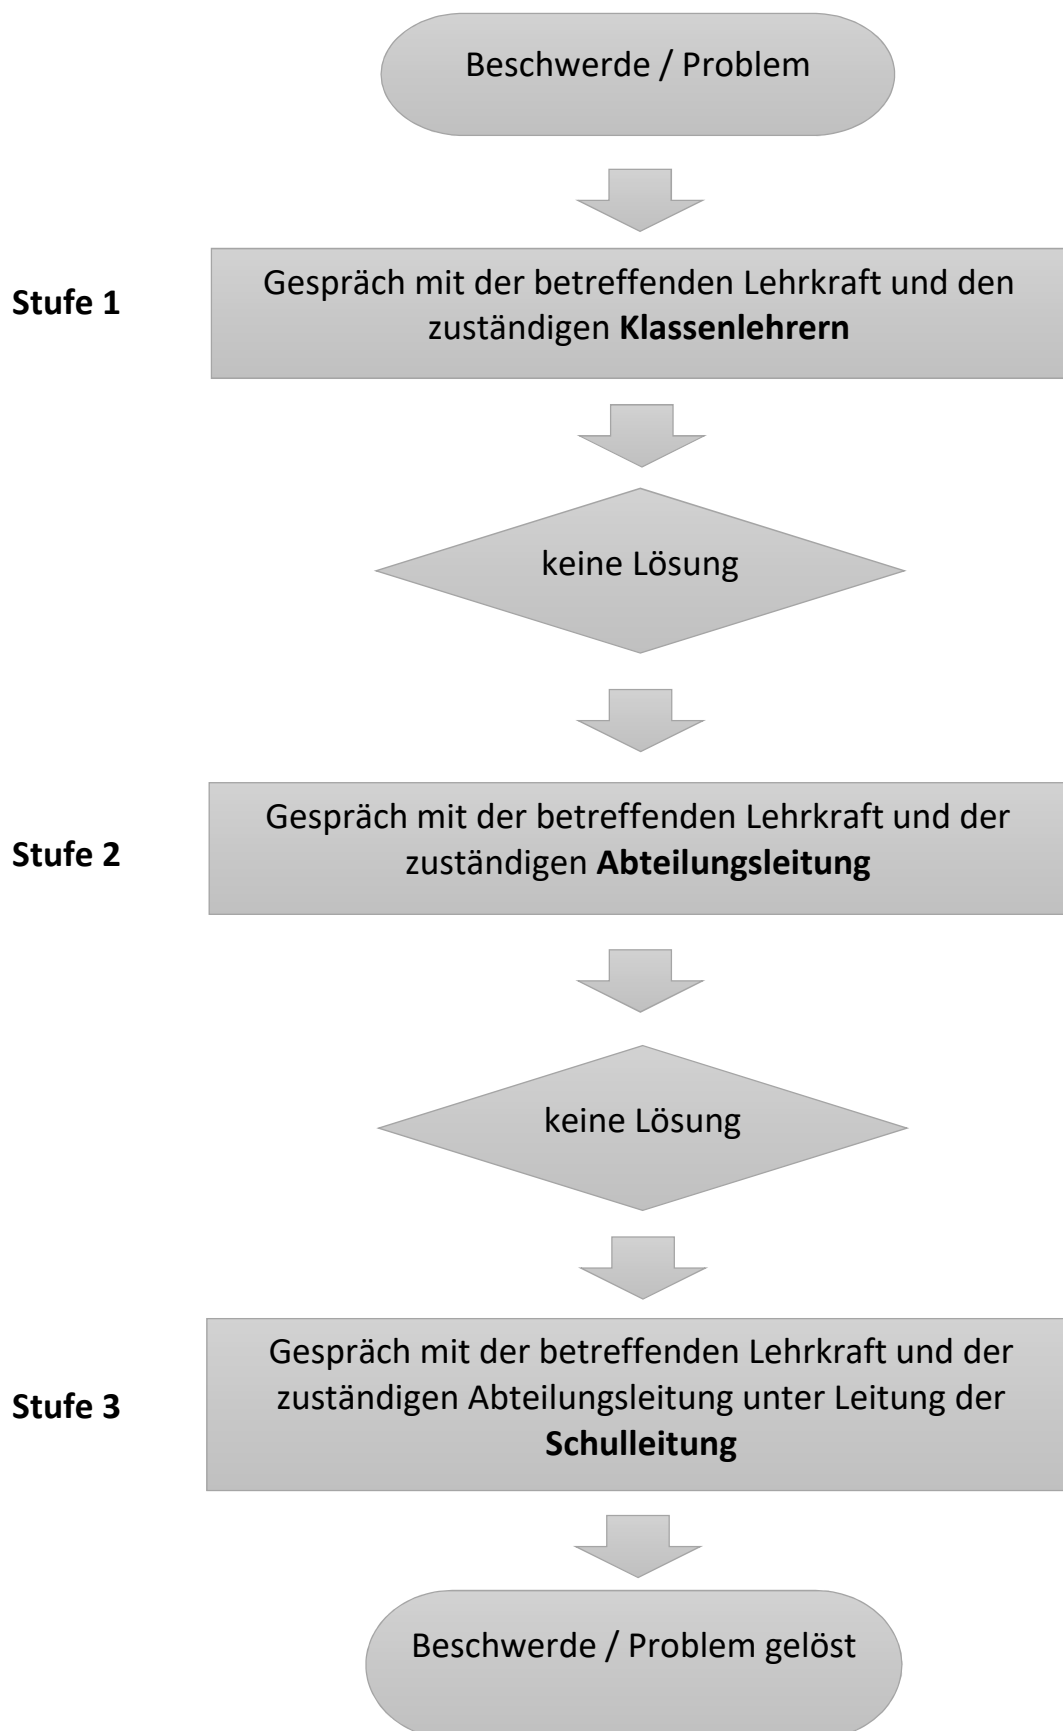 Beschwerde / Problem
Stufe 1
Gespräch mit der betreffenden Lehrkraft und den
zuständigen Klassenlehrern
keine Lösung
Stufe 2
Gespräch mit der betreffenden Lehrkraft und der
zuständigen Abteilungsleitung
keine Lösung
Stufe 3
Gespräch mit der betreffenden Lehrkraft und der
zuständigen Abteilungsleitung unter Leitung der
Schulleitung
Beschwerde / Problem gelöst